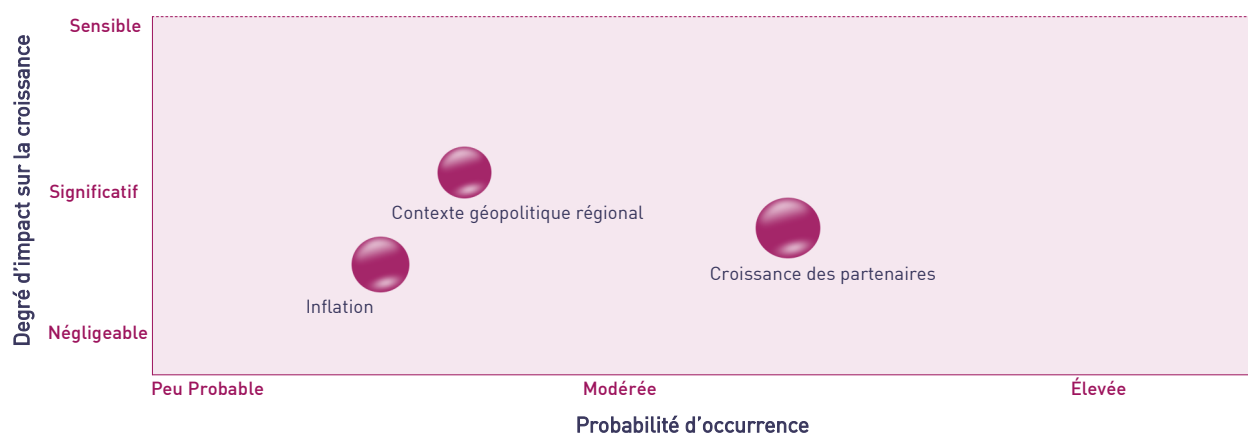 Degré d'impact sur la croissance
Sensible
Significatif
Négligeable
Contexte géopolitique régional
Croissance des partenaires
Inflation
Peu Probable
Modérée
Élevée
Probabilité d'occurrence